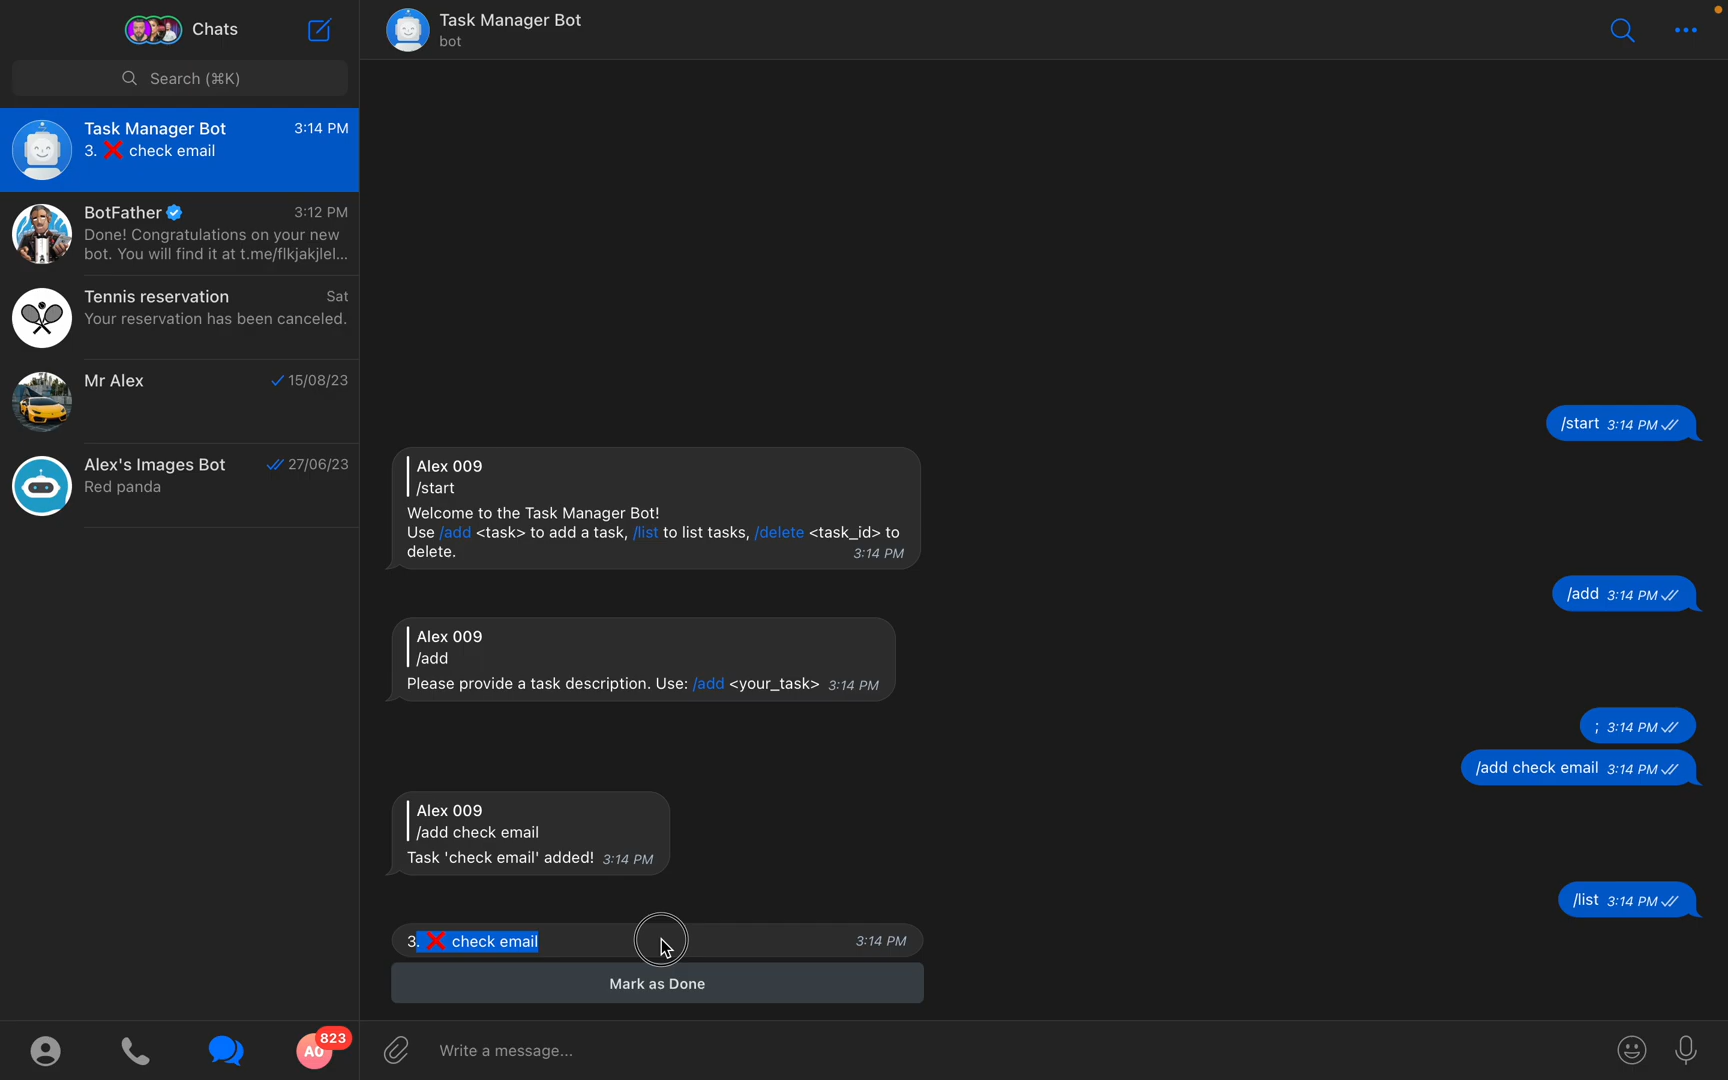 Chats
Search (⌘K)
Task Manager Bot 3:14 PM
3. ❌ check email
BotFather 3:12 PM
Done! Congratulations on your new
bot. You will find it at t.me/flkjakjlel...
Tennis reservation Sat
Your reservation has been canceled.
Mr Alex 15/08/23
Alex's Images Bot 27/06/23
Red panda
AO 823
Task Manager Bot
bot
/start 3:14 PM
Alex 009
/start
Welcome to the Task Manager Bot!
Use /add <task> to add a task, /list to list tasks, /delete <task_id> to
delete. 3:14 PM
/add 3:14 PM
Alex 009
/add
Please provide a task description. Use: /add <your_task> 3:14 PM
; 3:14 PM
/add check email 3:14 PM
Alex 009
/add check email
Task 'check email' added! 3:14 PM
/list 3:14 PM
3. ❌ check email 3:14 PM
Mark as Done
Write a message...